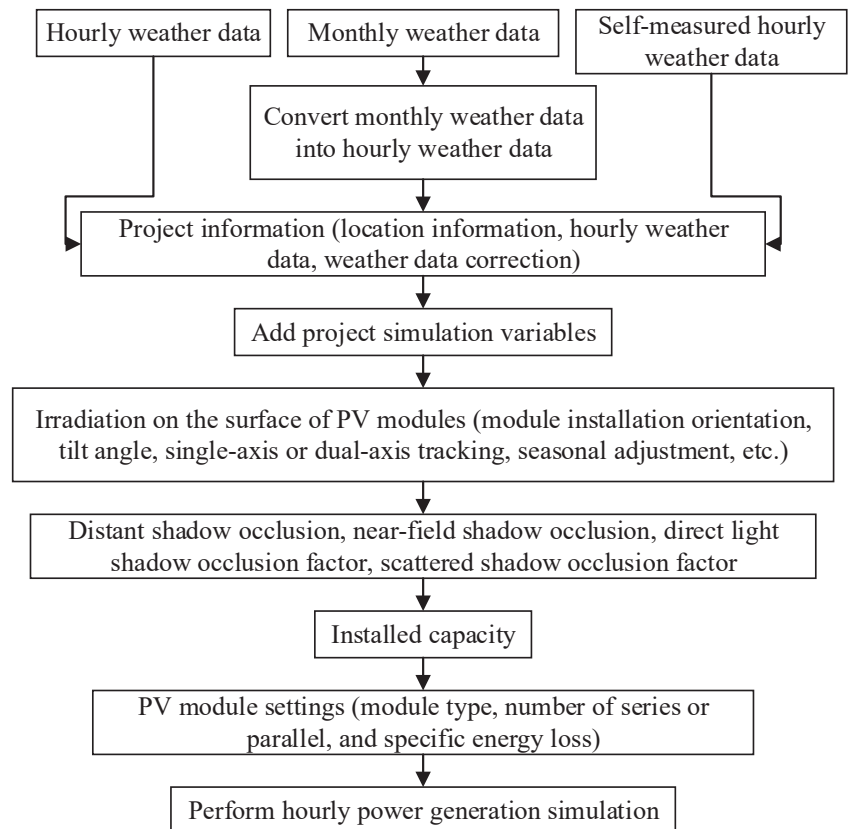 Hourly weather data
Monthly weather data
Self-measured hourly
weather data
Convert monthly weather data
into hourly weather data
Project information (location information, hourly weather
data, weather data correction)
Add project simulation variables
Irradiation on the surface of PV modules (module installation orientation,
tilt angle, single-axis or dual-axis tracking, seasonal adjustment, etc.)
Distant shadow occlusion, near-field shadow occlusion, direct light
shadow occlusion factor, scattered shadow occlusion factor
Installed capacity
PV module settings (module type, number of series or
parallel, and specific energy loss)
Perform hourly power generation simulation